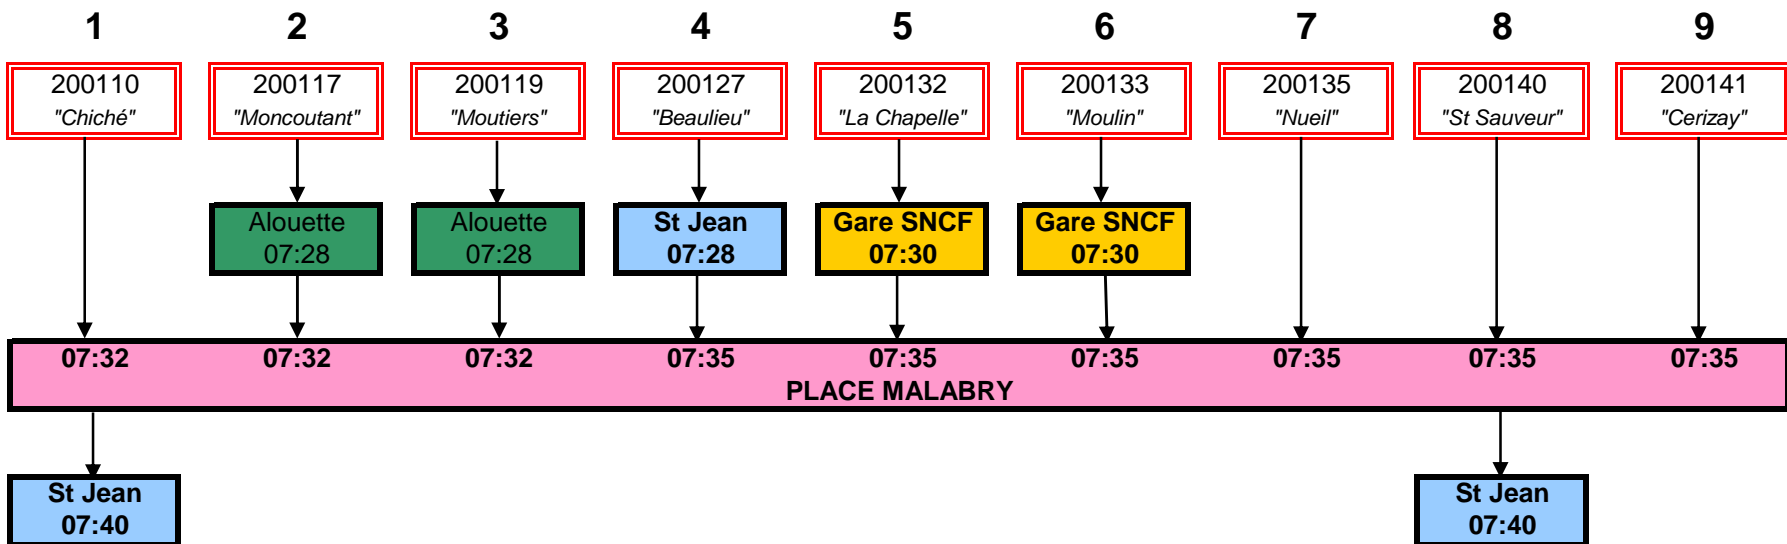 1 2 3 4 5 6 7 8 9
200110 200117 200119 200127 200132 200133 200135 200140 200141
"Chiché" "Moncoutant" "Moutiers" "Beaulieu" "La Chapelle" "Moulin" "Nueil" "St Sauveur" "Cerizay"
Alouette Alouette St Jean Gare SNCF Gare SNCF
07:28 07:28 07:28 07:30 07:30
07:32 07:32 07:32 07:35 07:35 07:35 07:35 07:35 07:35
PLACE MALABRY
St Jean St Jean
07:40 07:40